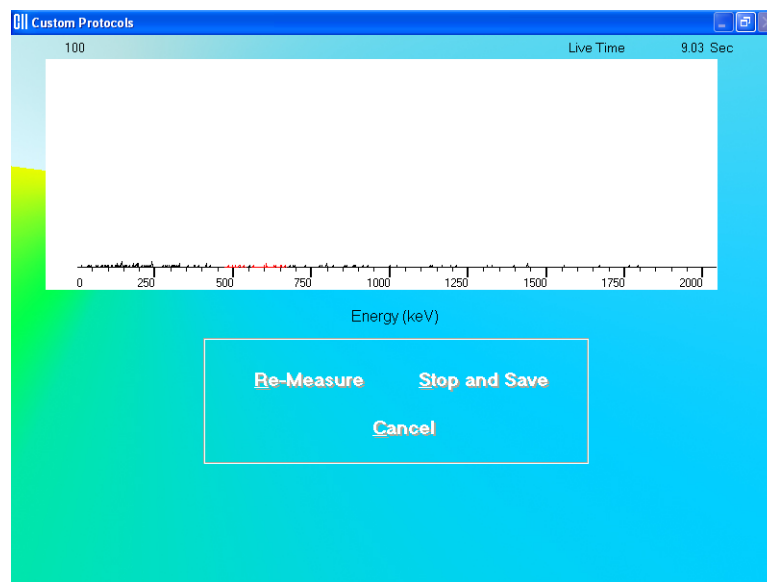 Custom Protocols
100 Live Time 9.03 Sec
0 250 500 750 1000 1250 1500 1750 2000
Energy (keV)
Re-Measure Stop and Save
Cancel